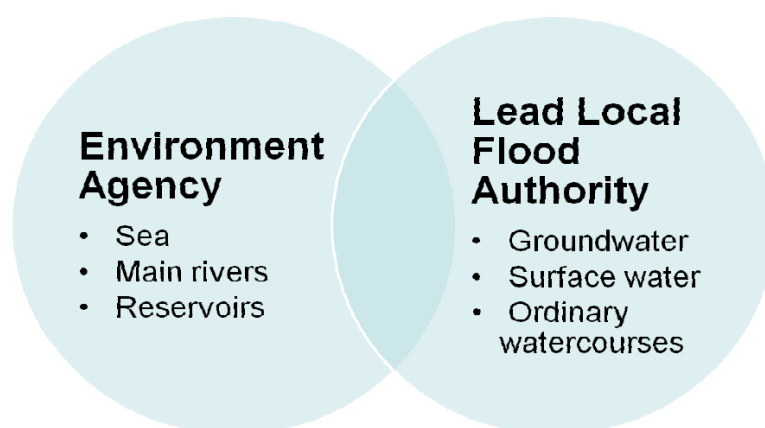 Environment
Agency
• Sea
• Main rivers
• Reservoirs
Lead Local
Flood
Authority
• Groundwater
• Surface water
• Ordinary
watercourses